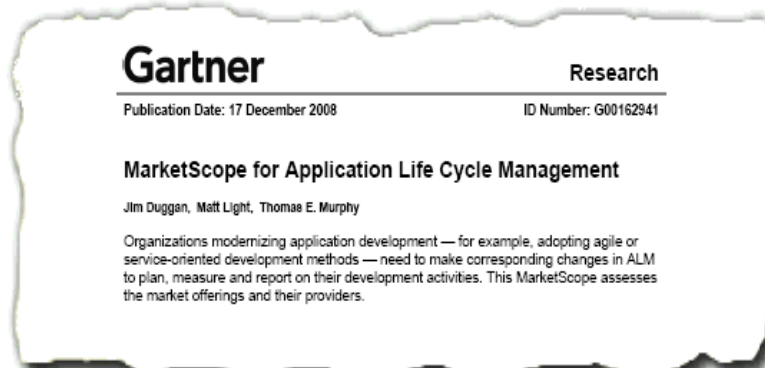 Gartner
Research
Publication Date: 17 December 2008
ID Number: G00162941
MarketScope for Application Life Cycle Management
Jim Duggan, Matt Light, Thomas E. Murphy
Organizations modernizing application development — for example, adopting agile or
service-oriented development methods — need to make corresponding changes in ALM
to plan, measure and report on their development activities. This MarketScope assesses
the market offerings and their providers.